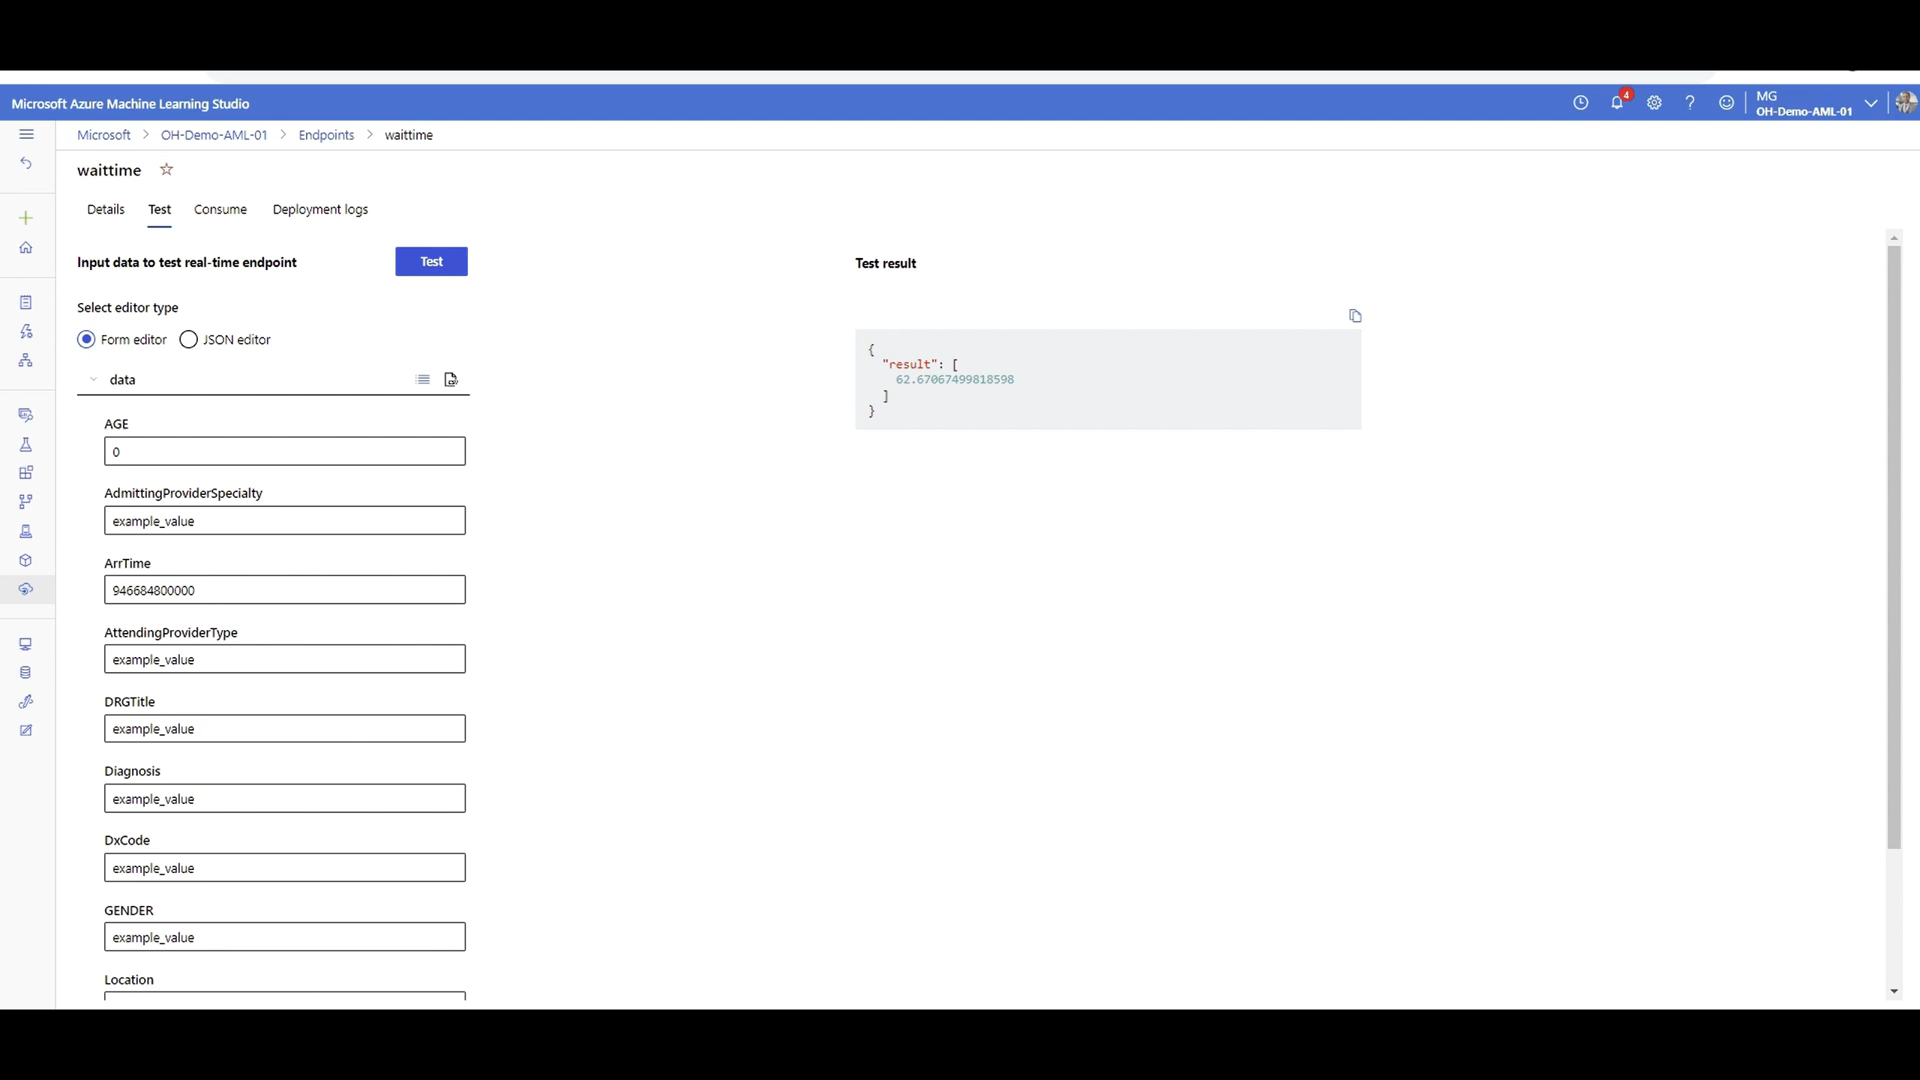 Microsoft Azure Machine Learning Studio
4
MG
OH-Demo-AML-01
Microsoft > OH-Demo-AML-01 > Endpoints > waittime
waittime
Details Test Consume Deployment logs
Input data to test real-time endpoint
Test
Test result
Select editor type
Form editor
JSON editor
data
{
"result": [
62.67067499818598
]
}
AGE
0
AdmittingProviderSpecialty
example_value
ArrTime
946684800000
AttendingProviderType
example_value
DRGTitle
example_value
Diagnosis
example_value
DxCode
example_value
GENDER
example_value
Location